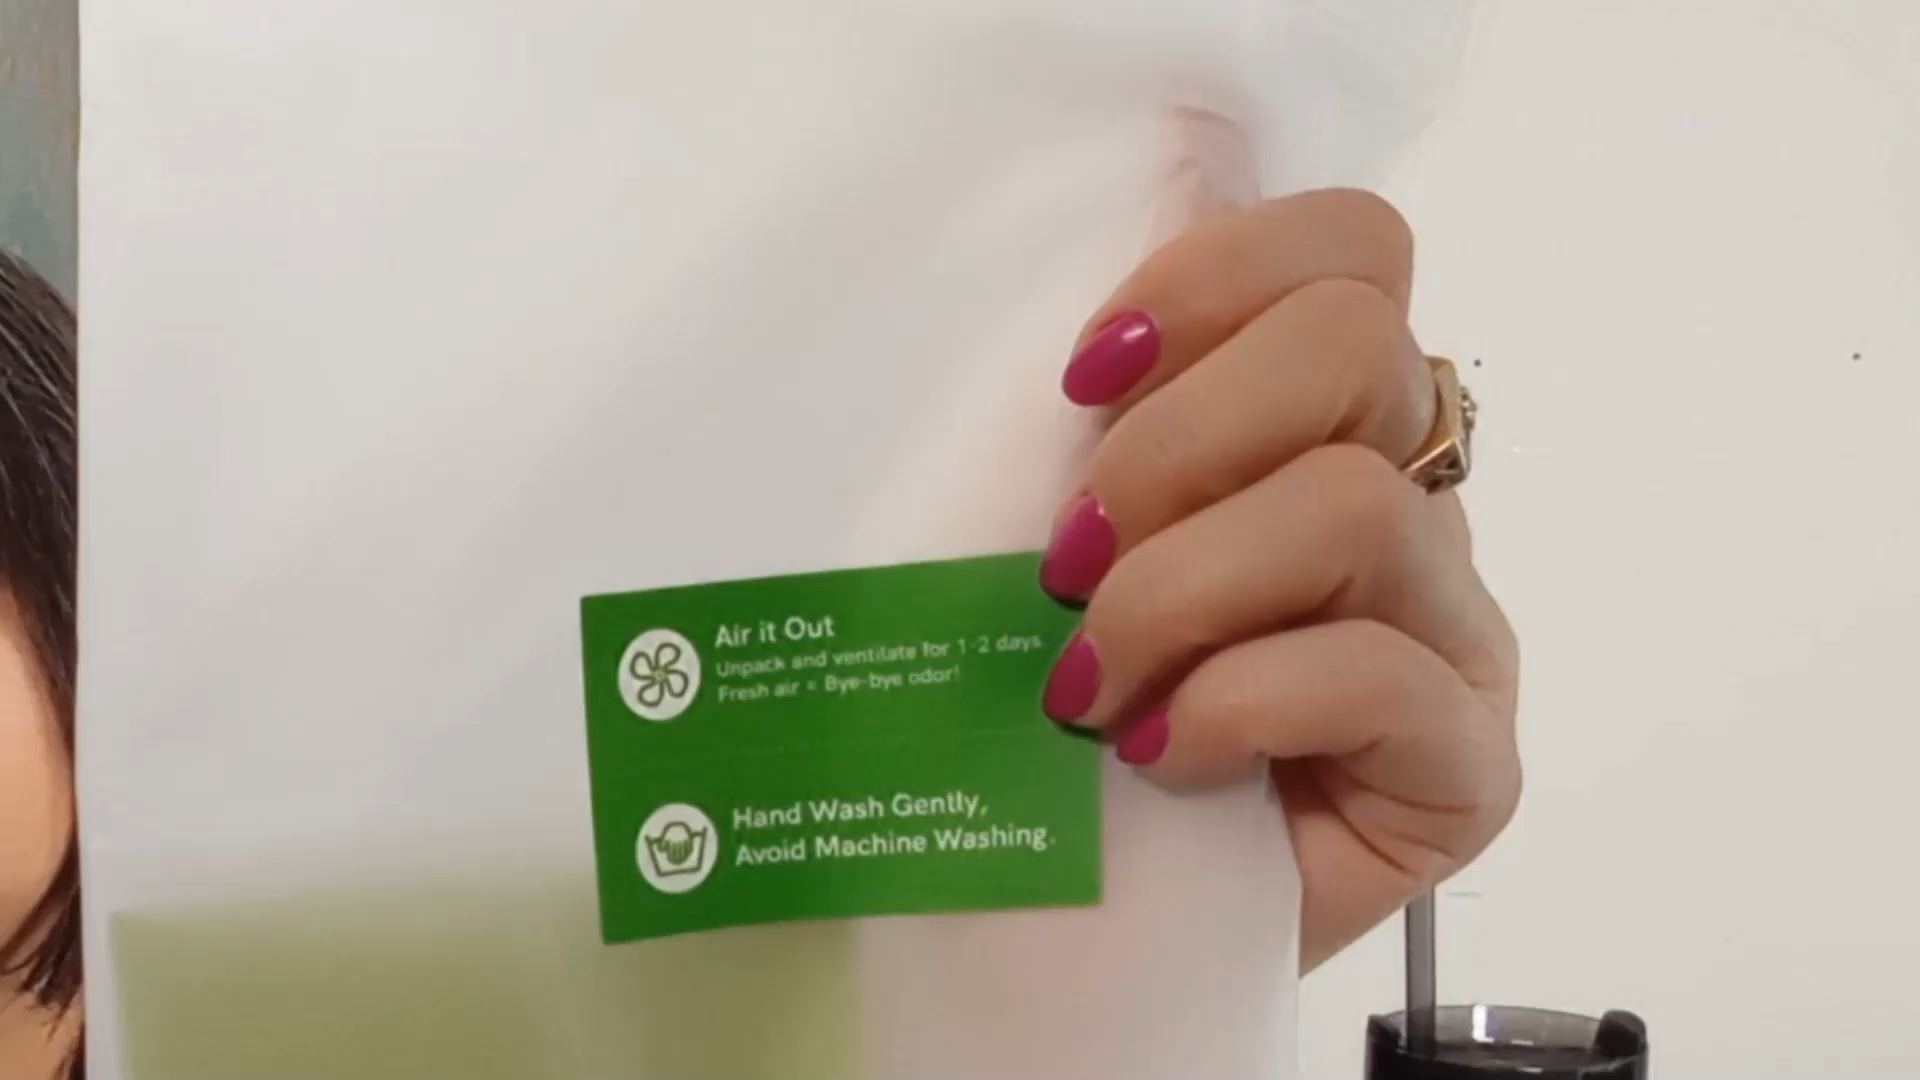 Air it Out
Unpack and ventilate for 1-2 days.
Fresh air = Bye-bye odor!
Hand Wash Gently,
Avoid Machine Washing.